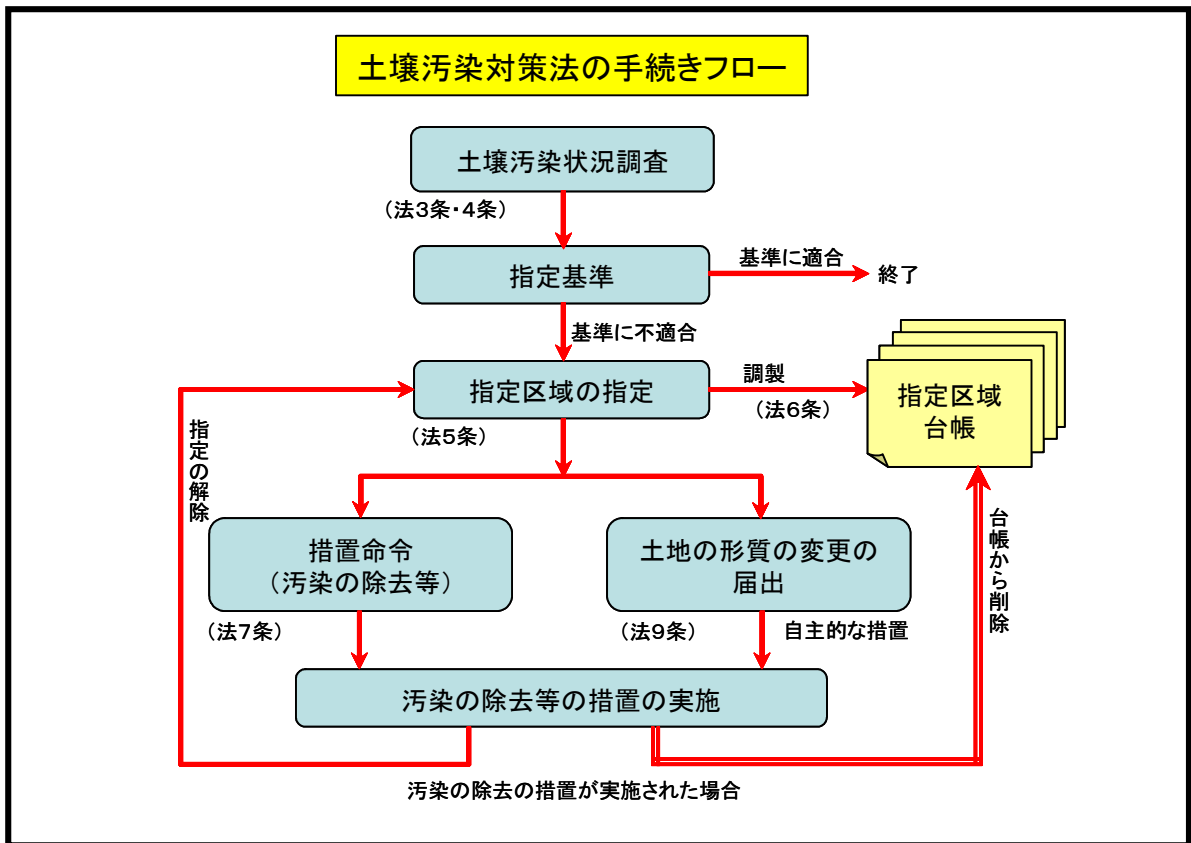 土壌汚染対策法の手続きフロー
土壌汚染状況調査
（法３条・４条）
指定基準
基準に適合
終了
基準に不適合
指定区域の指定
調製
（法６条）
（法５条）
指定区域
台帳
指定の解除
措置命令
（汚染の除去等）
土地の形質の変更の
届出
台帳から削除
（法７条）
（法９条）
自主的な措置
汚染の除去等の措置の実施
汚染の除去の措置が実施された場合